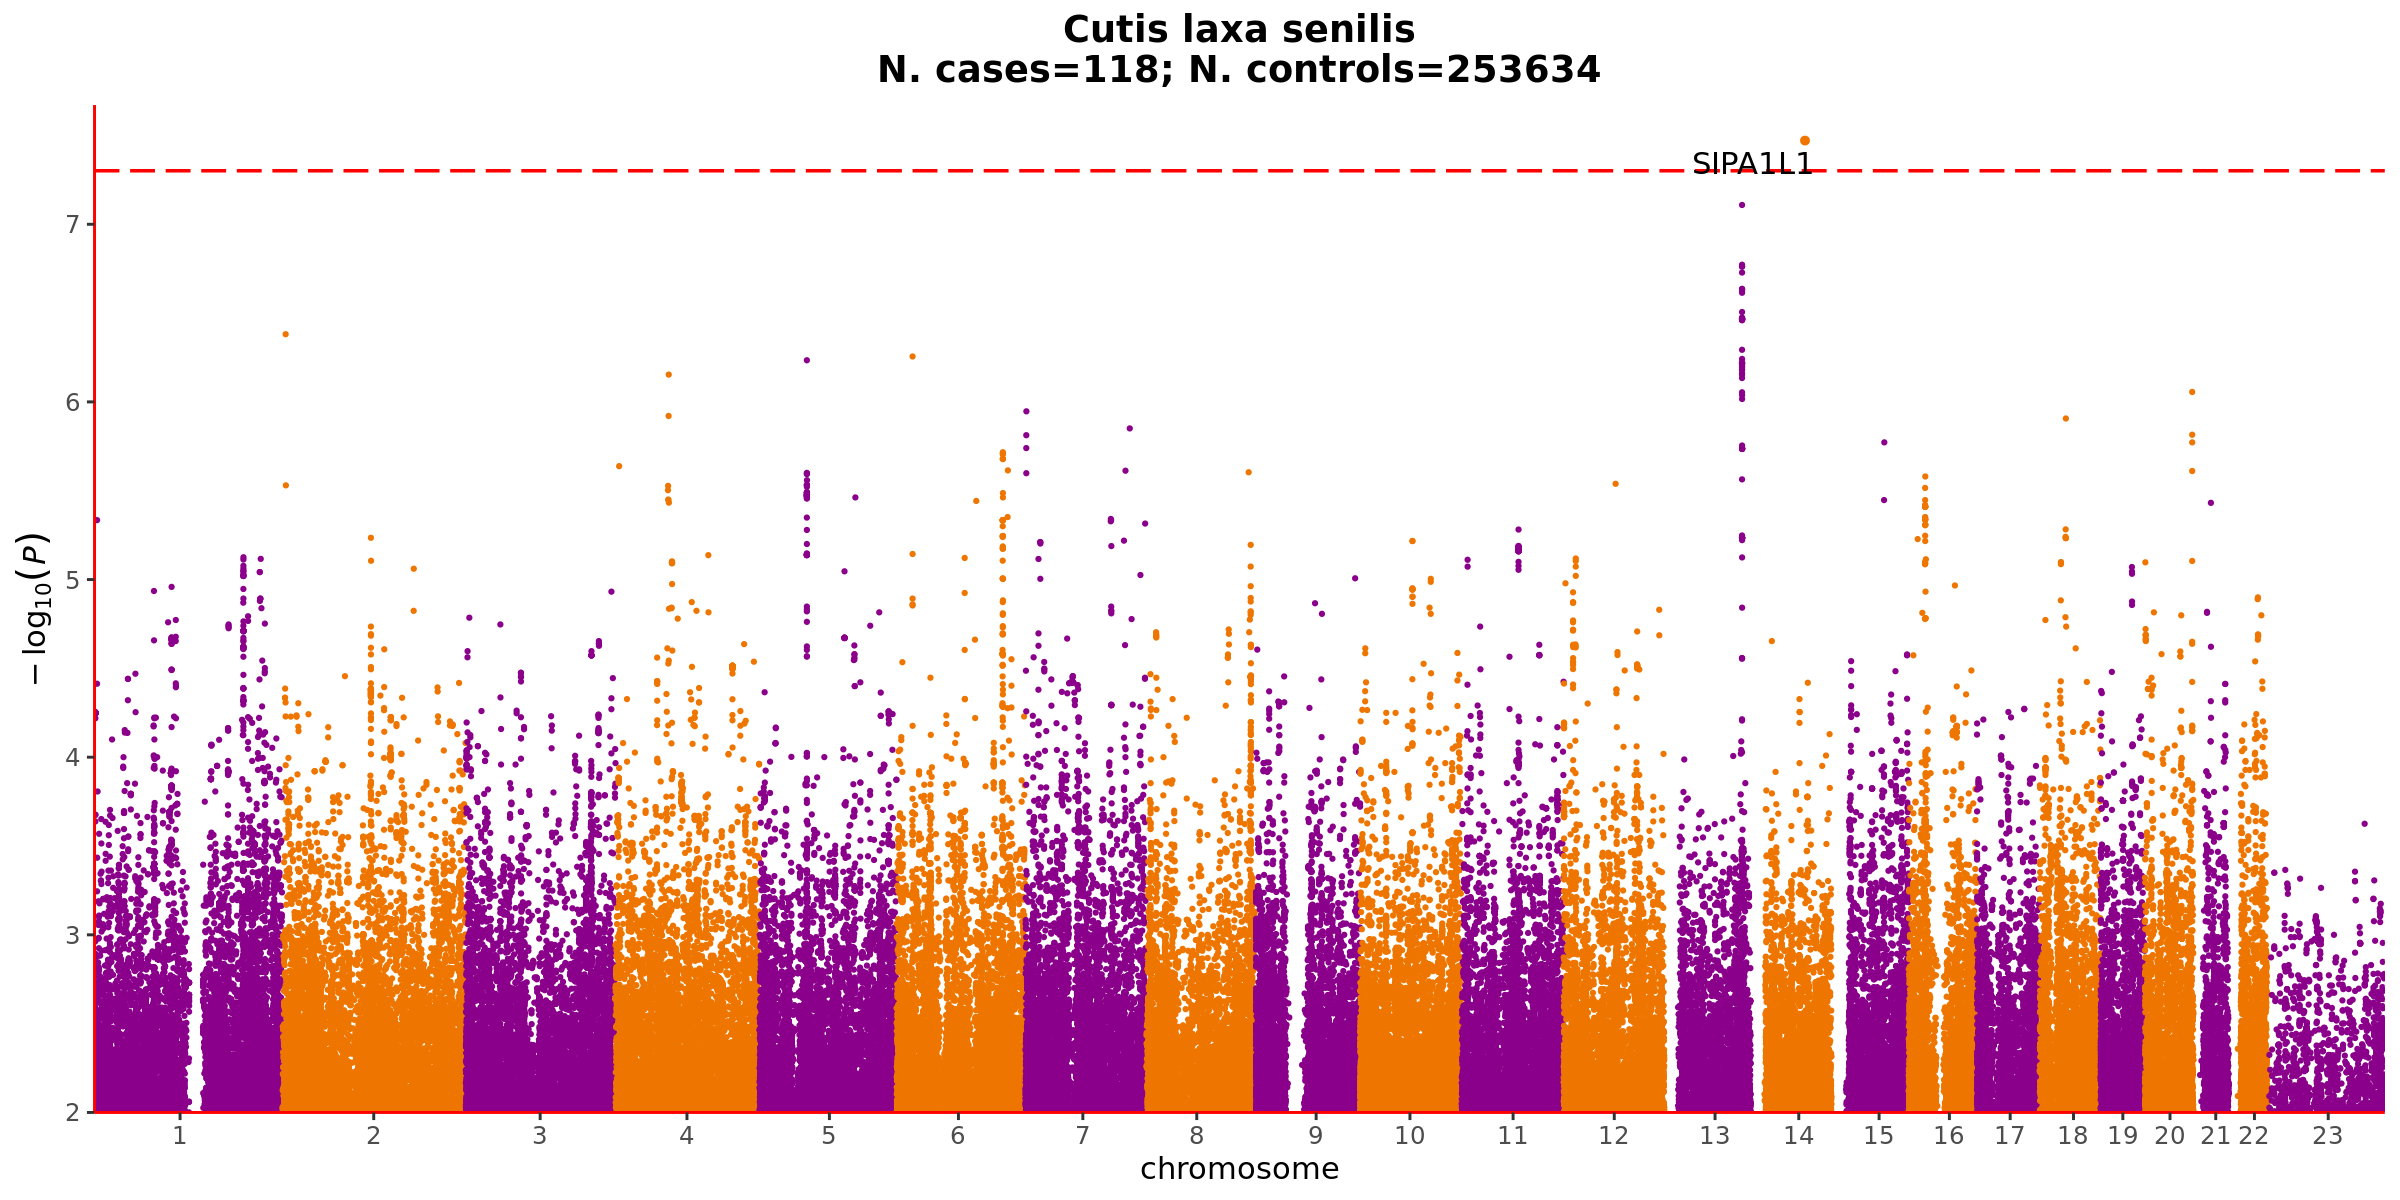 Cutis laxa senilis
N. cases=118; N. controls=253634
SIPA1L1
7
6
5
4
3
2
−log10(P)
1 2 3 4 5 6 7 8 9 10 11 12 13 14 15 16 17 18 19 20 21 22 23
chromosome